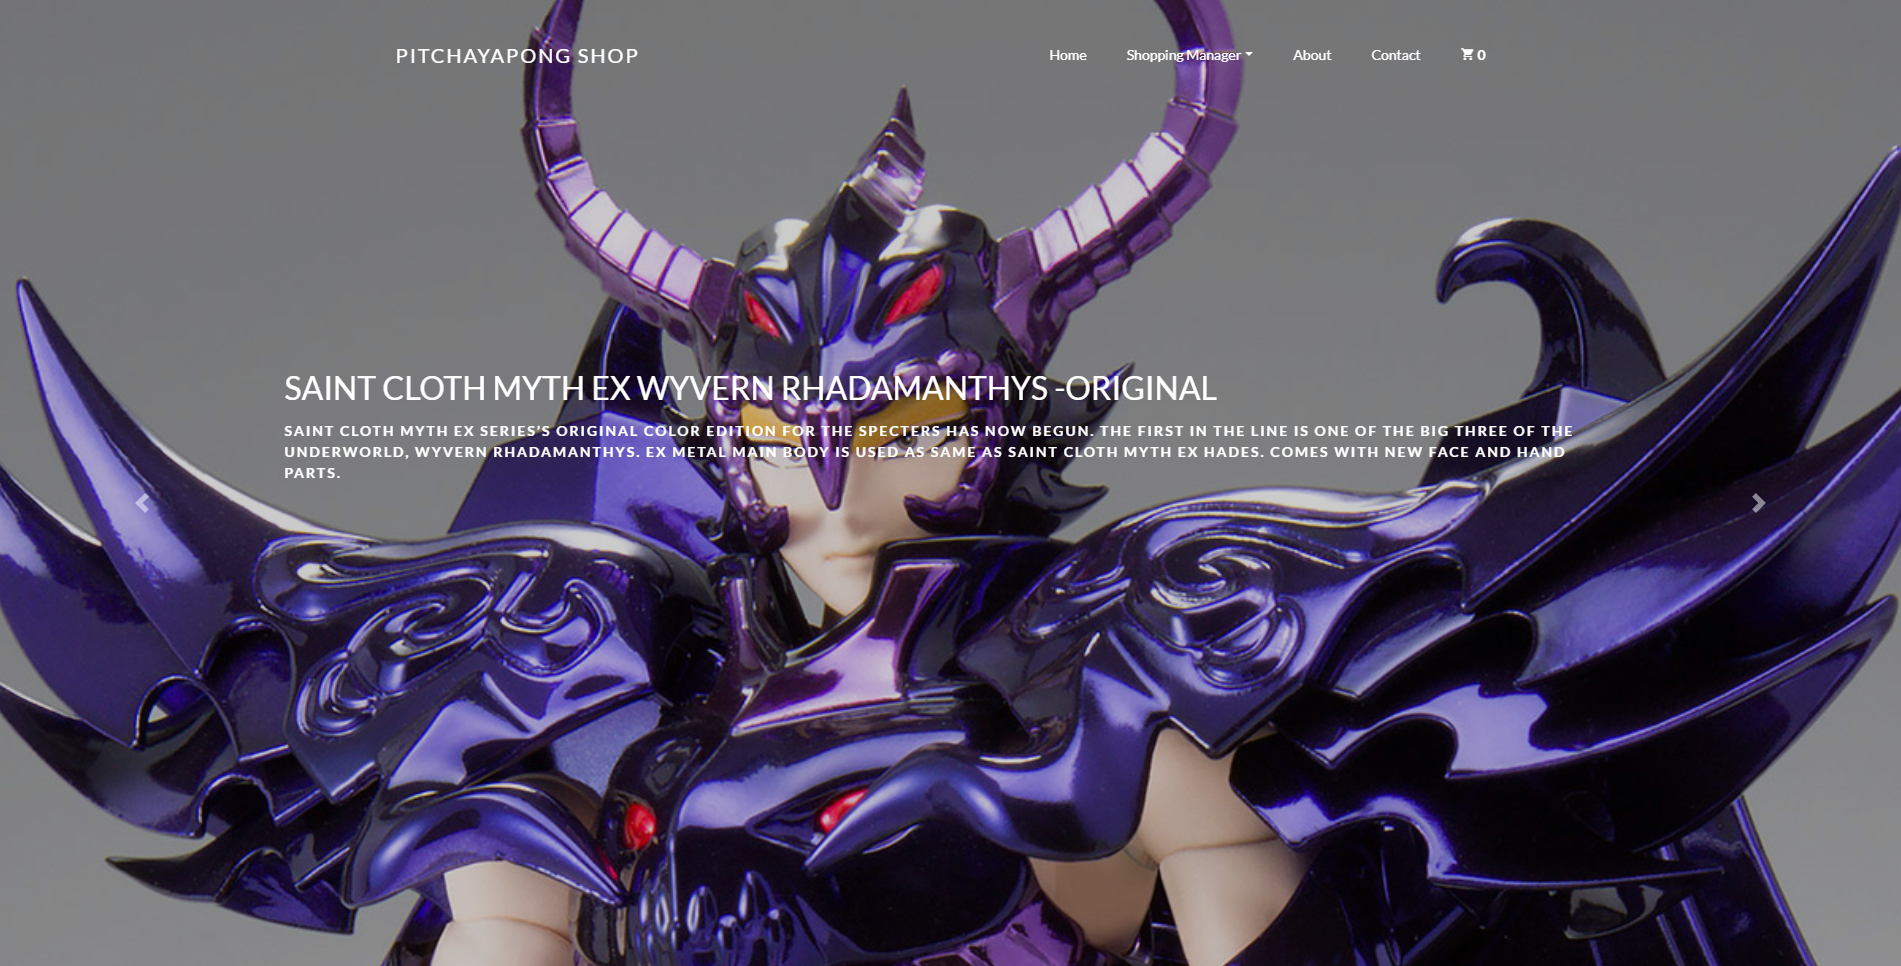 PITCHAYAPONG SHOP
Home Shopping Manager About Contact 0
SAINT CLOTH MYTH EX WYVERN RHADAMANTHYS -ORIGINAL
SAINT CLOTH MYTH EX SERIES'S ORIGINAL COLOR EDITION FOR THE SPECTERS HAS NOW BEGUN. THE FIRST IN THE LINE IS ONE OF THE BIG THREE OF THE
UNDERWORLD, WYVERN RHADAMANTHYS. EX METAL MAIN BODY IS USED AS SAME AS SAINT CLOTH MYTH EX HADES. COMES WITH NEW FACE AND HAND
PARTS.